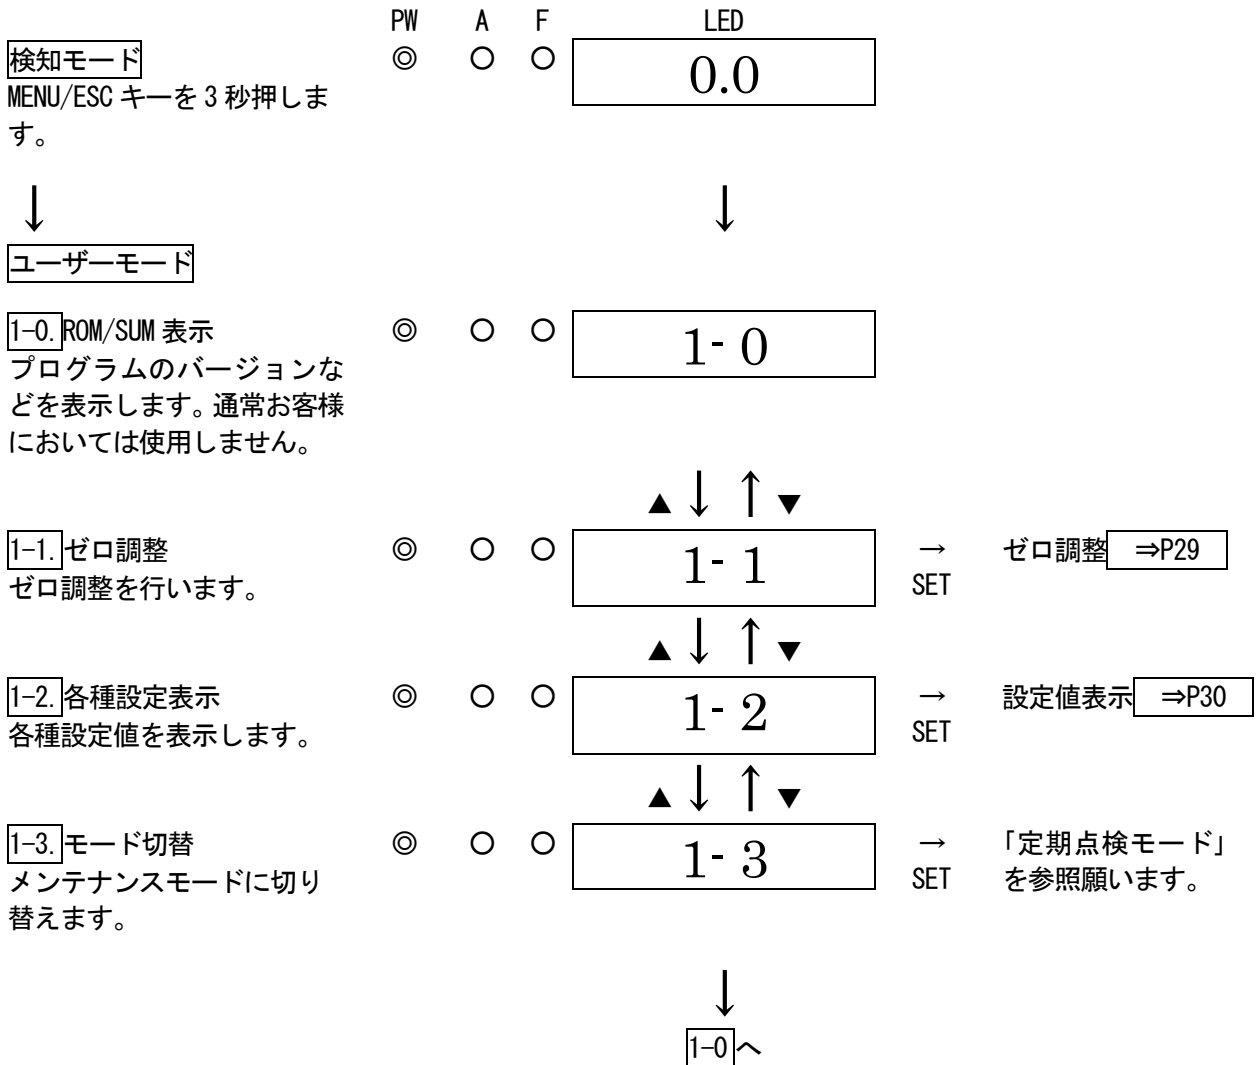 PW A F LED
検知モード ◎ ○ ○ 0.0
MENU/ESC キーを 3 秒押しま
す。
↓ ↓
ユーザーモード
1-0. ROM/SUM 表示 ◎ ○ ○ 1- 0
プログラムのバージョンな
どを表示します。通常お客様
においては使用しません。
▲ ↓ ↑ ▼
1-1. ゼロ調整 ◎ ○ ○ 1- 1 → ゼロ調整 ⇒P29
ゼロ調整を行います。 SET
▲ ↓ ↑ ▼
1-2. 各種設定表示 ◎ ○ ○ 1- 2 → 設定値表示 ⇒P30
各種設定値を表示します。 SET
▲ ↓ ↑ ▼
1-3. モード切替 ◎ ○ ○ 1- 3 → 「定期点検モード」
メンテナンスモードに切り SET を参照願います。
替えます。
↓
1-0 へ